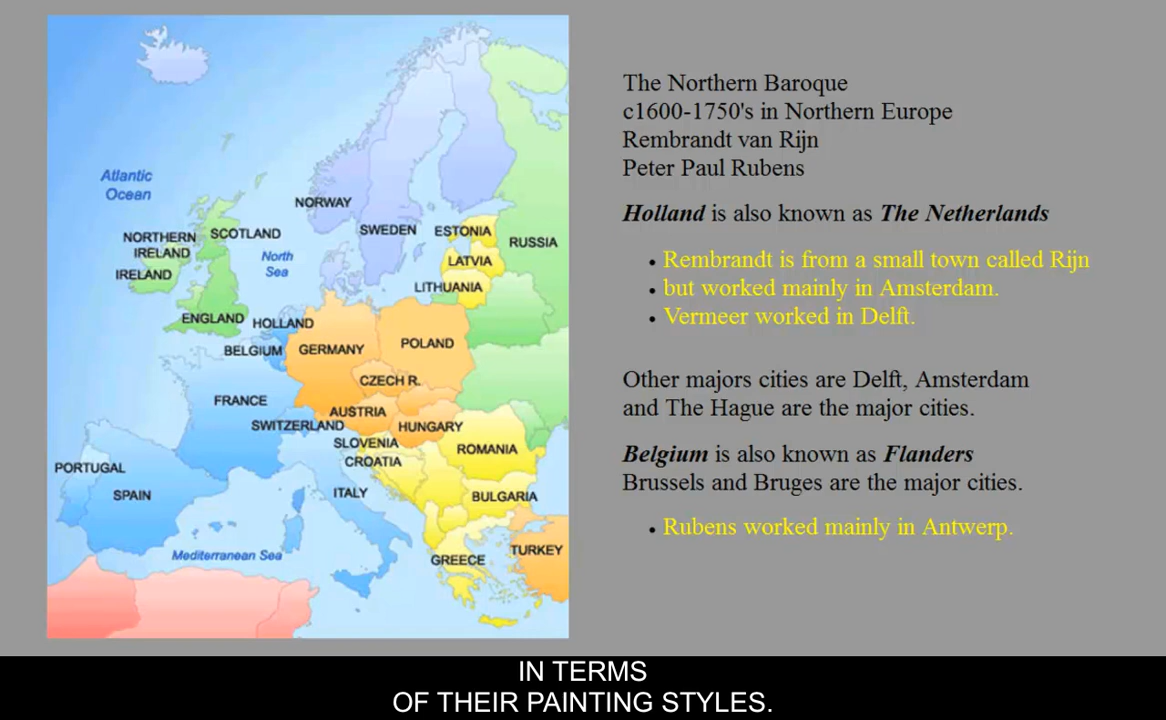 Atlantic
Ocean
NORWAY
SWEDEN
ESTONIA
RUSSIA
LATVIA
LITHUANIA
NORTHERN
IRELAND
SCOTLAND
IRELAND
North
Sea
ENGLAND
HOLLAND
BELGIUM
GERMANY
POLAND
CZECH R.
FRANCE
AUSTRIA
SWITZERLAND
HUNGARY
SLOVENIA
CROATIA
ROMANIA
PORTUGAL
SPAIN
ITALY
BULGARIA
Mediterranean Sea
GREECE
TURKEY
The Northern Baroque
c1600-1750's in Northern Europe
Rembrandt van Rijn
Peter Paul Rubens
Holland is also known as The Netherlands
• Rembrandt is from a small town called Rijn
• but worked mainly in Amsterdam.
• Vermeer worked in Delft.
Other majors cities are Delft, Amsterdam
and The Hague are the major cities.
Belgium is also known as Flanders
Brussels and Bruges are the major cities.
• Rubens worked mainly in Antwerp.
IN TERMS
OF THEIR PAINTING STYLES.